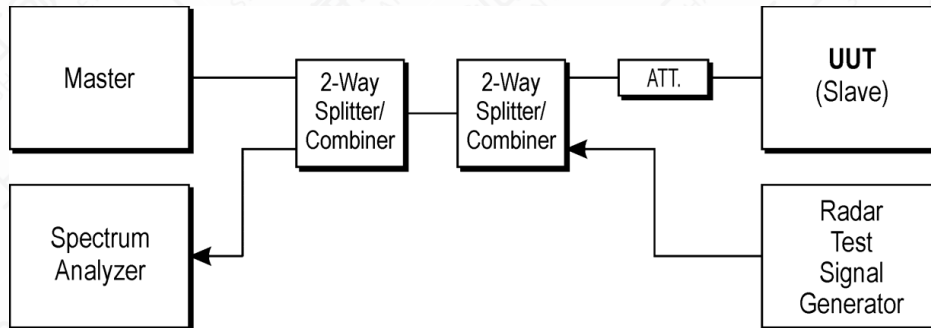 Master
2-Way
Splitter/
Combiner
2-Way
Splitter/
Combiner
ATT.
UUT
(Slave)
Spectrum
Analyzer
Radar
Test
Signal
Generator